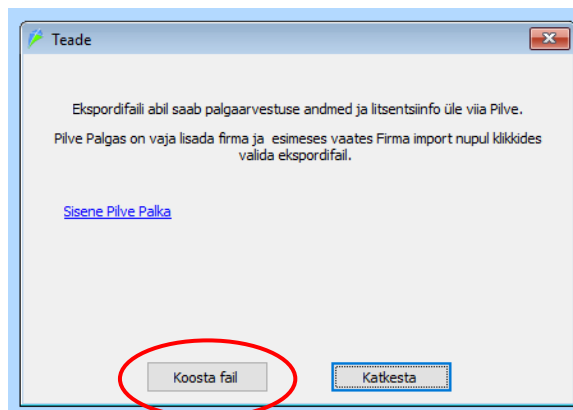 Teade
Ekspordifaili abil saab palgaarvestuse andmed ja litsentsiinfo üle viia Pilve.
Pilve Palgas on vaja lisada firma ja esimeses vaates Firma import nupul klikkides
valida ekspordifail.
Sisene Pilve Palka
Koosta fail
Katkesta